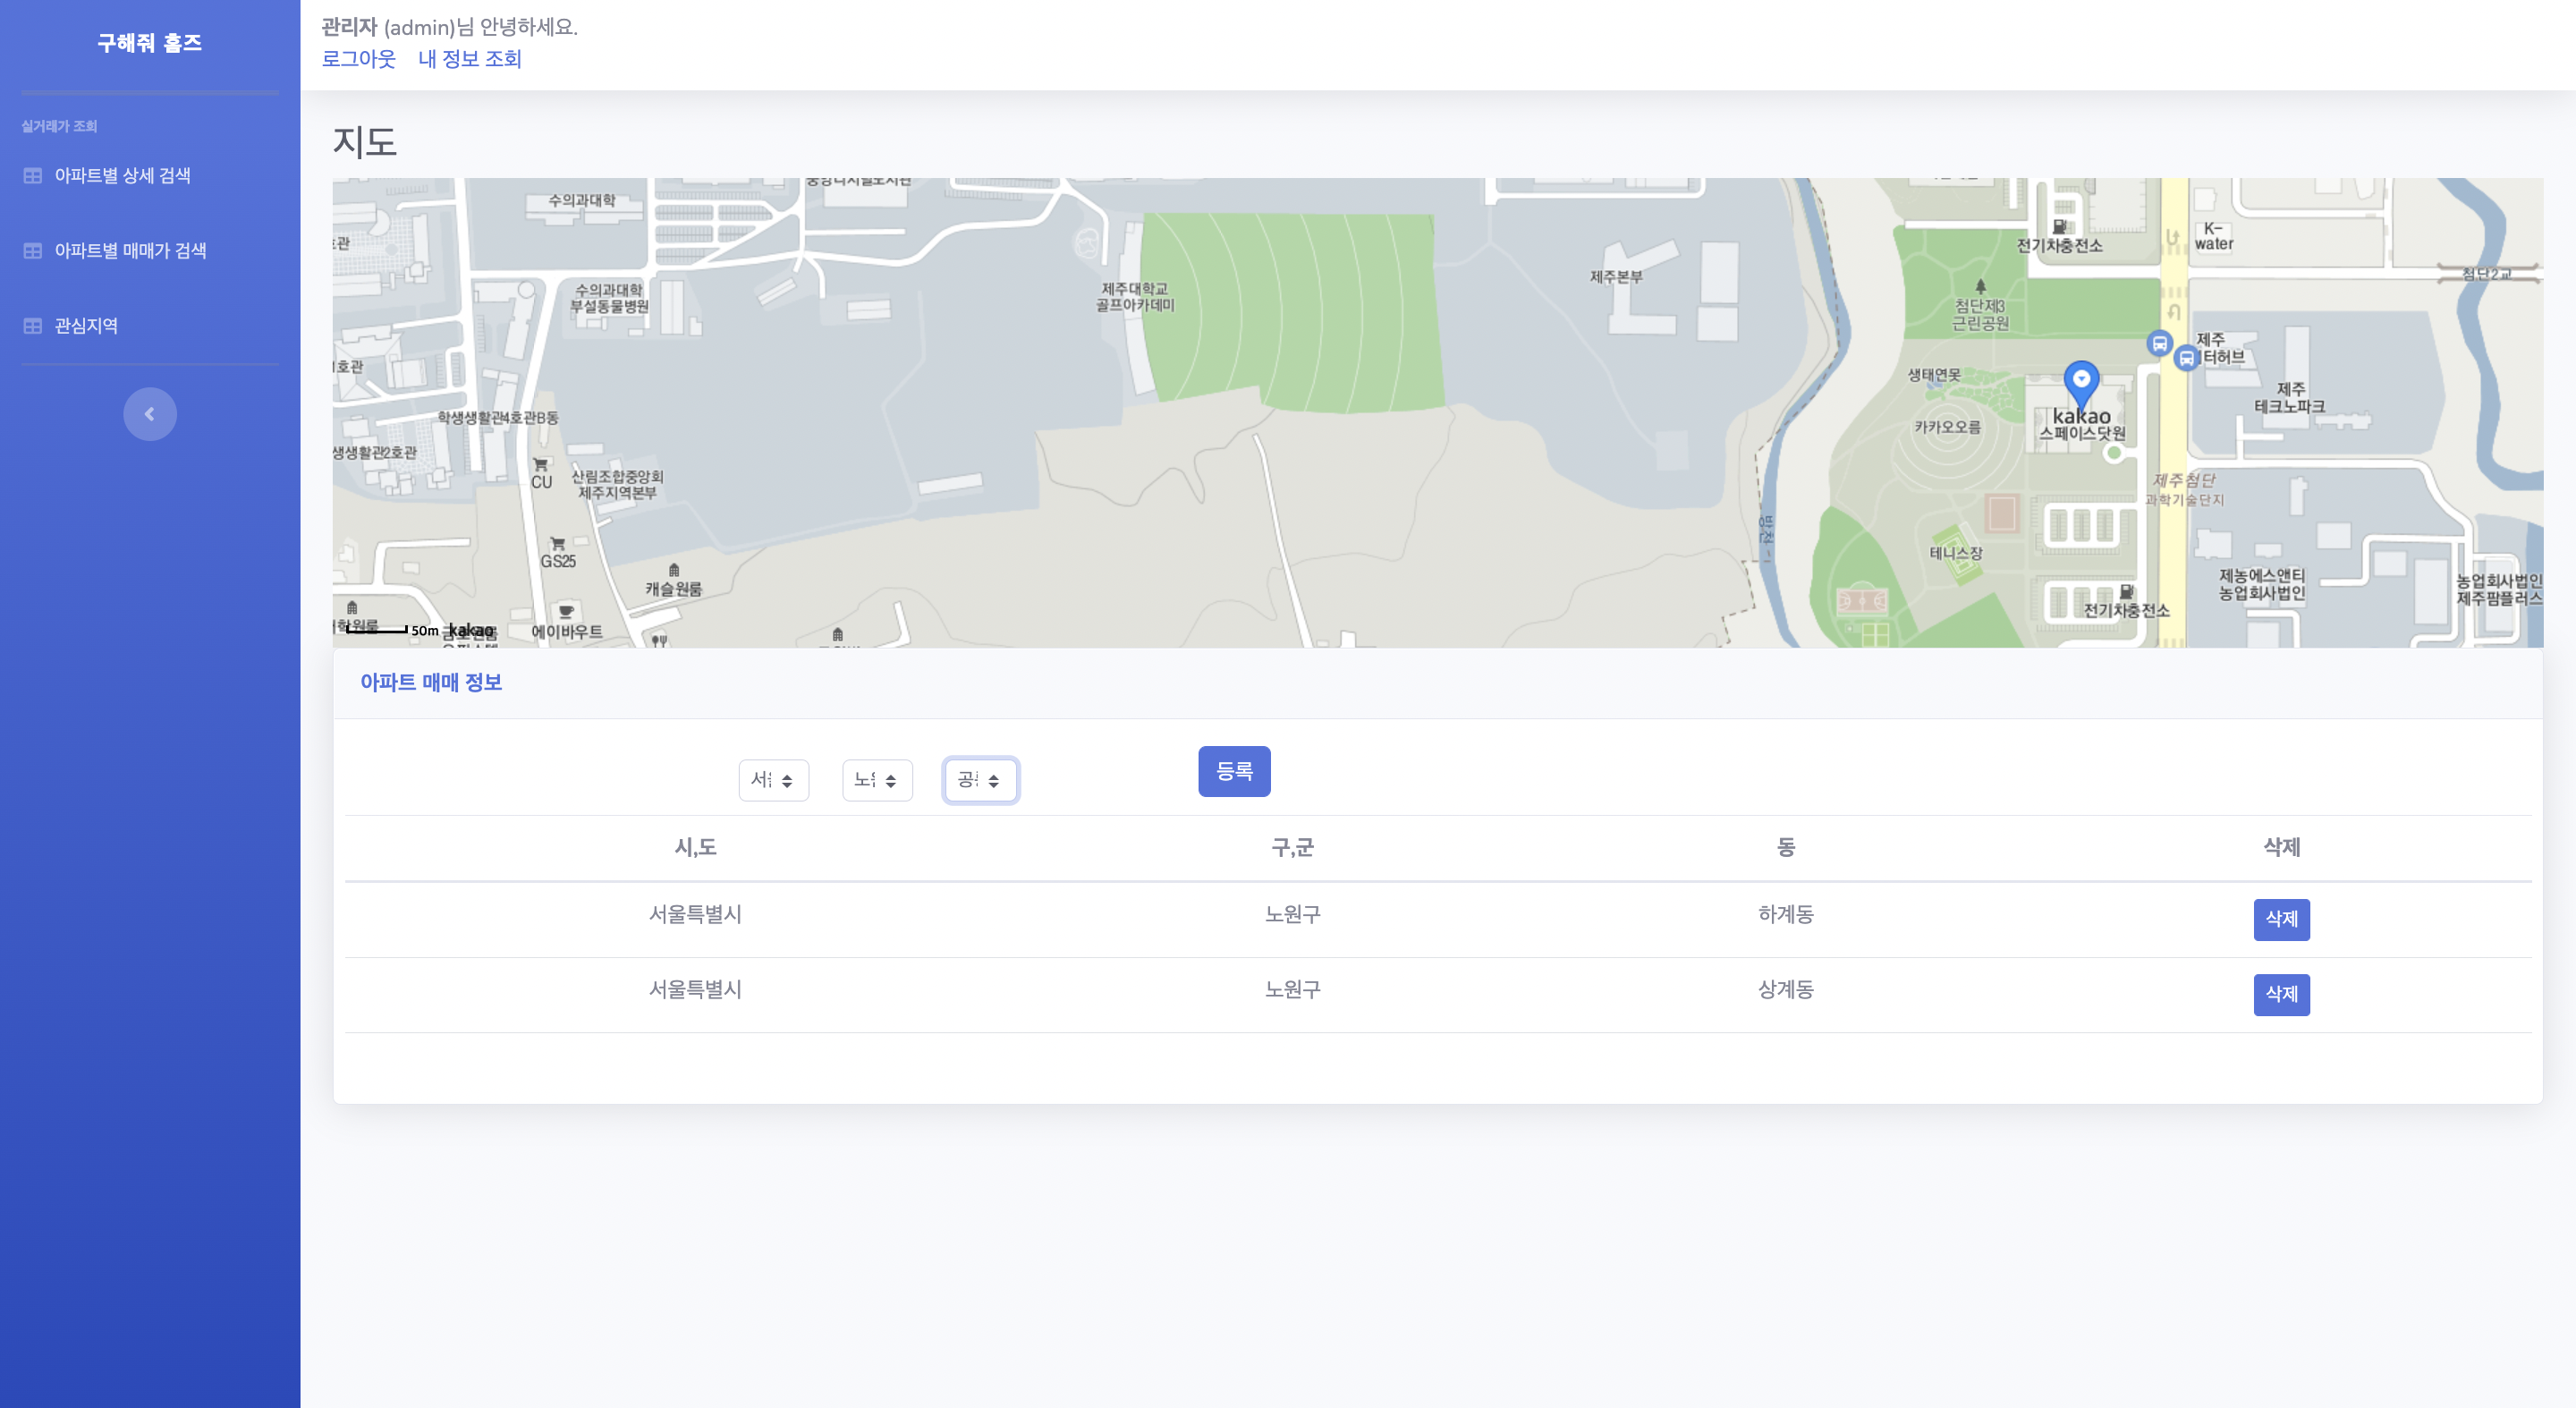 구해줘 홈즈
실거래가 조회
아파트별 상세 검색
아파트별 매매가 검색
관심지역
관리자 (admin)님 안녕하세요.
로그아웃 내 정보 조회
지도
수의과대학
수의과대학
부설동물병원
제주대학교
골프아카데미
제주본부
전기차충전소
K-
water
첨단2교
첨단제3
근린공원
제주
생태연못
카카오오름
kakao
스페이스닷원
제주
테크노파크
학생생활관4호관B동
CU
산림조합중앙회
제주지역본부
제주첨단
과학기술단지
GS25
캐슬원룸
테니스장
제농에스앤티
농업회사법인
농업회사법인
제주팜플러스
전기차충전소
에이바우트
50m kakao
아파트 매매 정보
등록
시,도 구,군 동 삭제
서울특별시 노원구 하계동 삭제
서울특별시 노원구 상계동 삭제